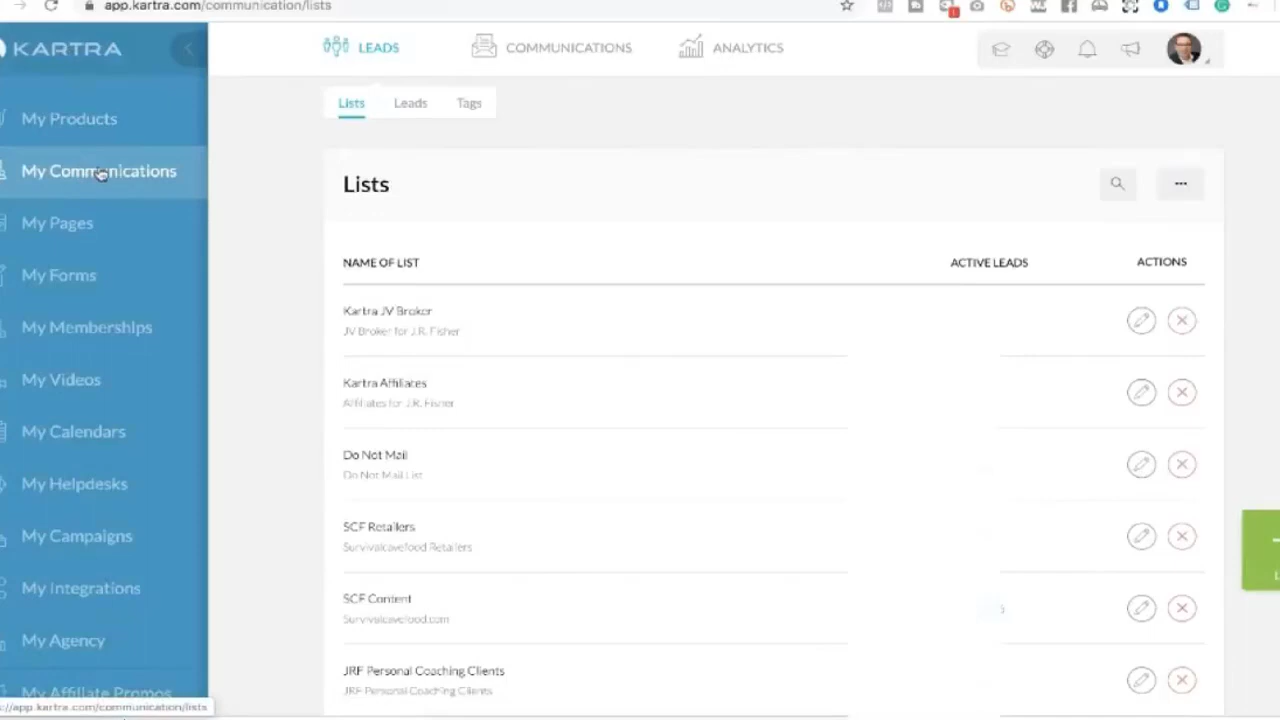 app.kartra.com/communication/lists
KARTRA
LEADS
COMMUNICATIONS
ANALYTICS
My Products
My Communications
My Pages
My Forms
My Memberships
My Videos
My Calendars
My Helpdesks
My Campaigns
My Integrations
My Agency
My Affiliate Promos
Lists
Leads
Tags
Lists
NAME OF LIST
ACTIVE LEADS
ACTIONS
Kartra JV Broker
JV Broker for J.R. Fisher
Kartra Affiliates
Affiliates for J.R. Fisher
Do Not Mail
Do Not Mail List
SCF Retailers
Survivalcavefood Retailers
SCF Content
Survivalcavefood.com
JRF Personal Coaching Clients
JRF Personal Coaching Clients
://app.kartra.com/communication/lists